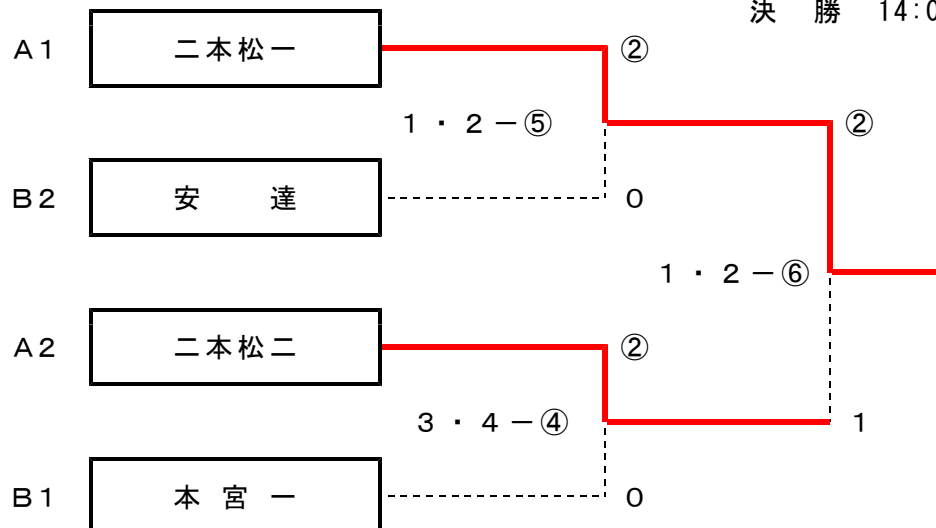 決 勝 14:0
A1 二本松一 ②
1・2－⑤ ②
B2 安 達 0
1・2－⑥
A2 二本松二 ②
3・4－④ 1
B1 本宮一 0